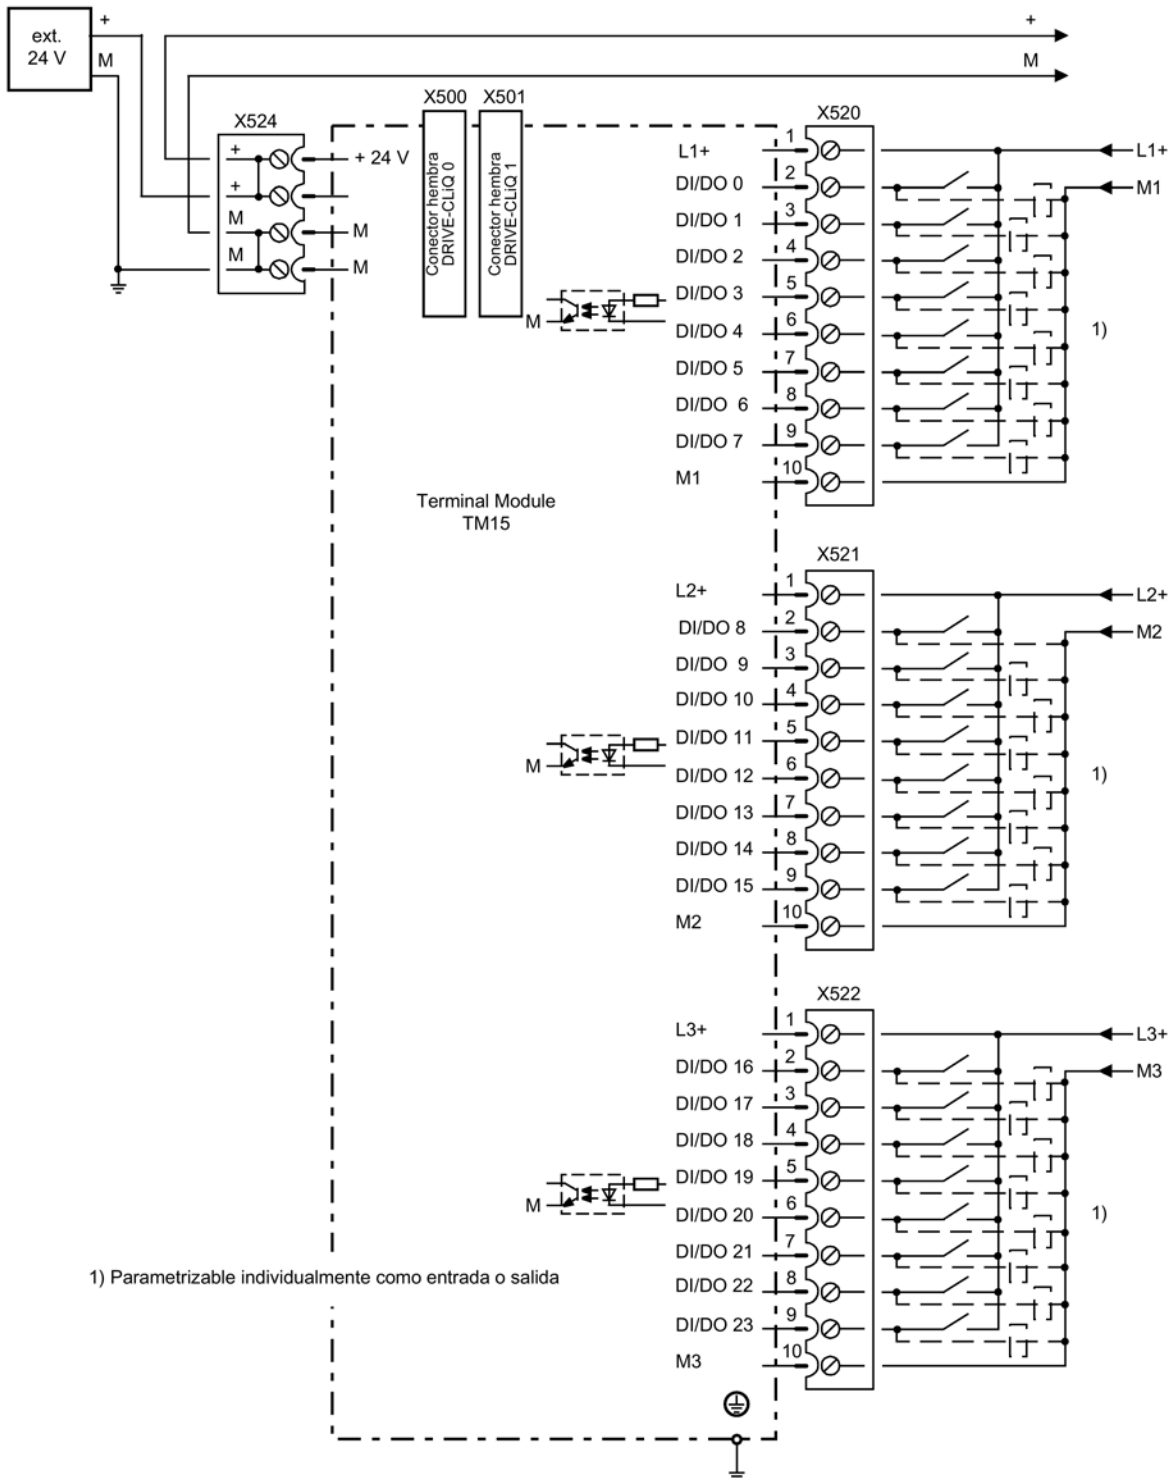 ext.
24 V
+
M
+
M
X524
+
+
M
M
+ 24 V
M
M
X500
X501
Conector hembra
DRIVE-CLiQ 0
Conector hembra
DRIVE-CLiQ 1
X520
L1+ 1
DI/DO 0 2
DI/DO 1 3
DI/DO 2 4
DI/DO 3 5
DI/DO 4 6
DI/DO 5 7
DI/DO 6 8
DI/DO 7 9
M1 10
L1+
M1
1)
M
Terminal Module
TM15
X521
L2+ 1
DI/DO 8 2
DI/DO 9 3
DI/DO 10 4
DI/DO 11 5
DI/DO 12 6
DI/DO 13 7
DI/DO 14 8
DI/DO 15 9
M2 10
L2+
M2
1)
M
X522
L3+ 1
DI/DO 16 2
DI/DO 17 3
DI/DO 18 4
DI/DO 19 5
DI/DO 20 6
DI/DO 21 7
DI/DO 22 8
DI/DO 23 9
M3 10
L3+
M3
1)
M
1) Parametrizable individualmente como entrada o salida